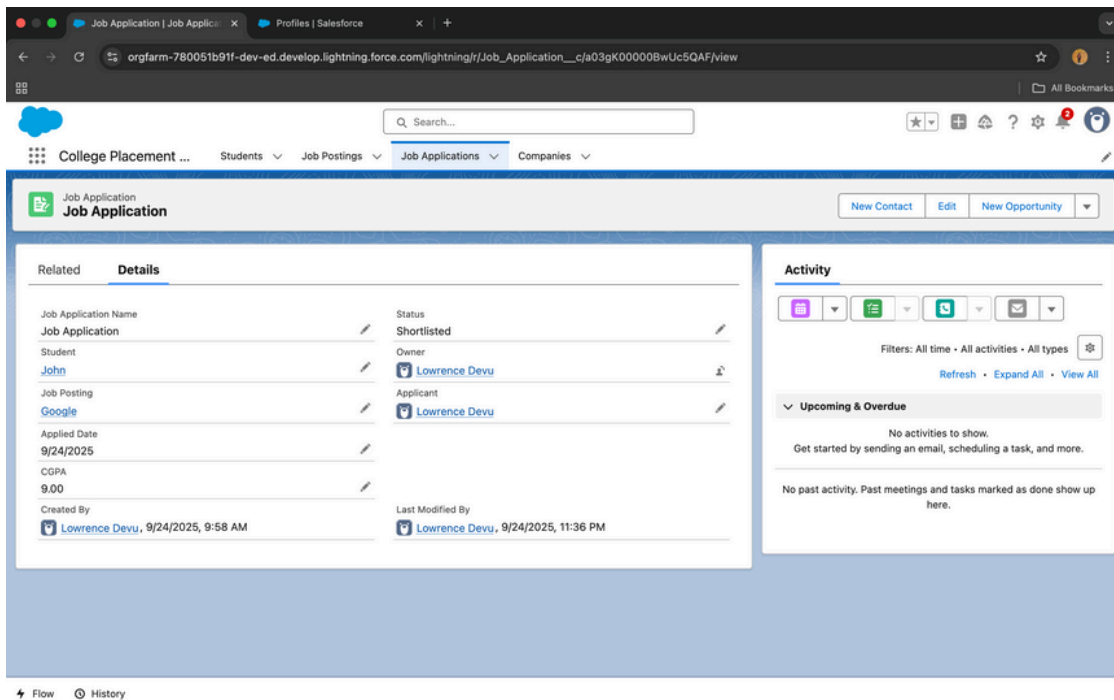 Job Application | Job Applica
Profiles | Salesforce
orgfarm-780051b91f-dev-ed.develop.lightning.force.com/lightning/r/Job_Application__c/a03gK00000BwUc5QAF/view
All Bookmarks
Search...
2
College Placement ...
Students
Job Postings
Job Applications
Companies
Job Application
Job Application
New Contact
Edit
New Opportunity
Related
Details
Job Application Name
Job Application
Status
Shortlisted
Student
John
Owner
Lowrence Devu
Job Posting
Google
Applicant
Lowrence Devu
Applied Date
9/24/2025
CGPA
9.00
Created By
Lowrence Devu, 9/24/2025, 9:58 AM
Last Modified By
Lowrence Devu, 9/24/2025, 11:36 PM
Activity
Filters: All time • All activities • All types
Refresh • Expand All • View All
Upcoming & Overdue
No activities to show.
Get started by sending an email, scheduling a task, and more.
No past activity. Past meetings and tasks marked as done show up
here.
Flow
History